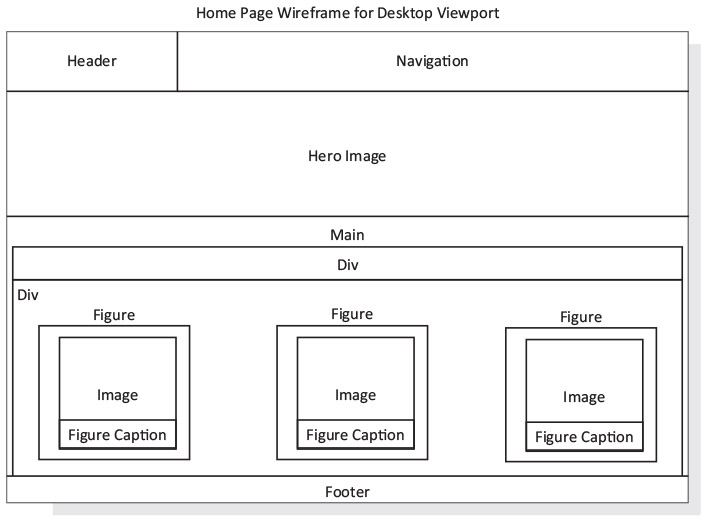 Home Page Wireframe for Desktop Viewport
Header
Navigation
Hero Image
Main
Div
Div
Figure
Figure
Figure
Image
Image
Image
Figure Caption
Figure Caption
Figure Caption
Footer